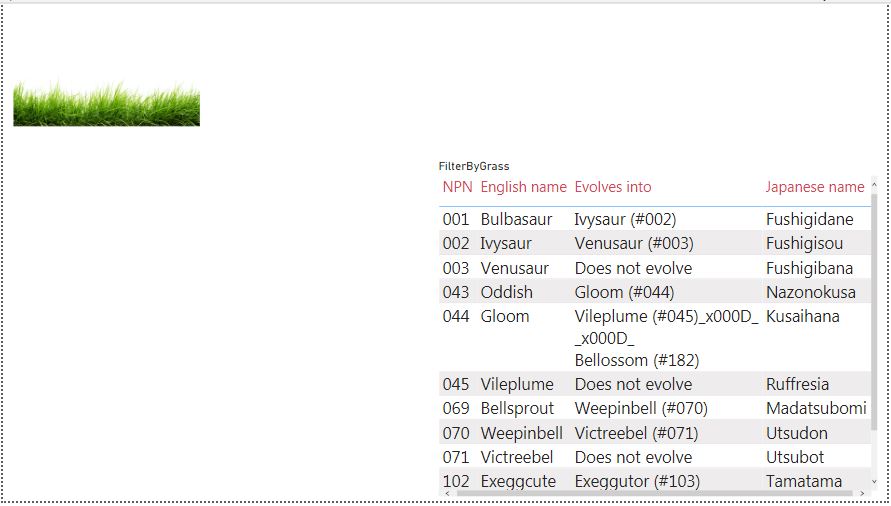 FilterByGrass
NPN English name Evolves into Japanese name
001 Bulbasaur Ivysaur (#002) Fushigidane
002 Ivysaur Venusaur (#003) Fushigisou
003 Venusaur Does not evolve Fushigibana
043 Oddish Gloom (#044) Nazonokusa
044 Gloom Vileplume (#045)_x000D_ Kusaihana
_x000D_
Bellossom (#182)
045 Vileplume Does not evolve Ruffresia
069 Bellsprout Weepinbell (#070) Madatsubomi
070 Weepinbell Victreebel (#071) Utsudon
071 Victreebel Does not evolve Utsubot
102 Exeggcute Exeggutor (#103) Tamatama